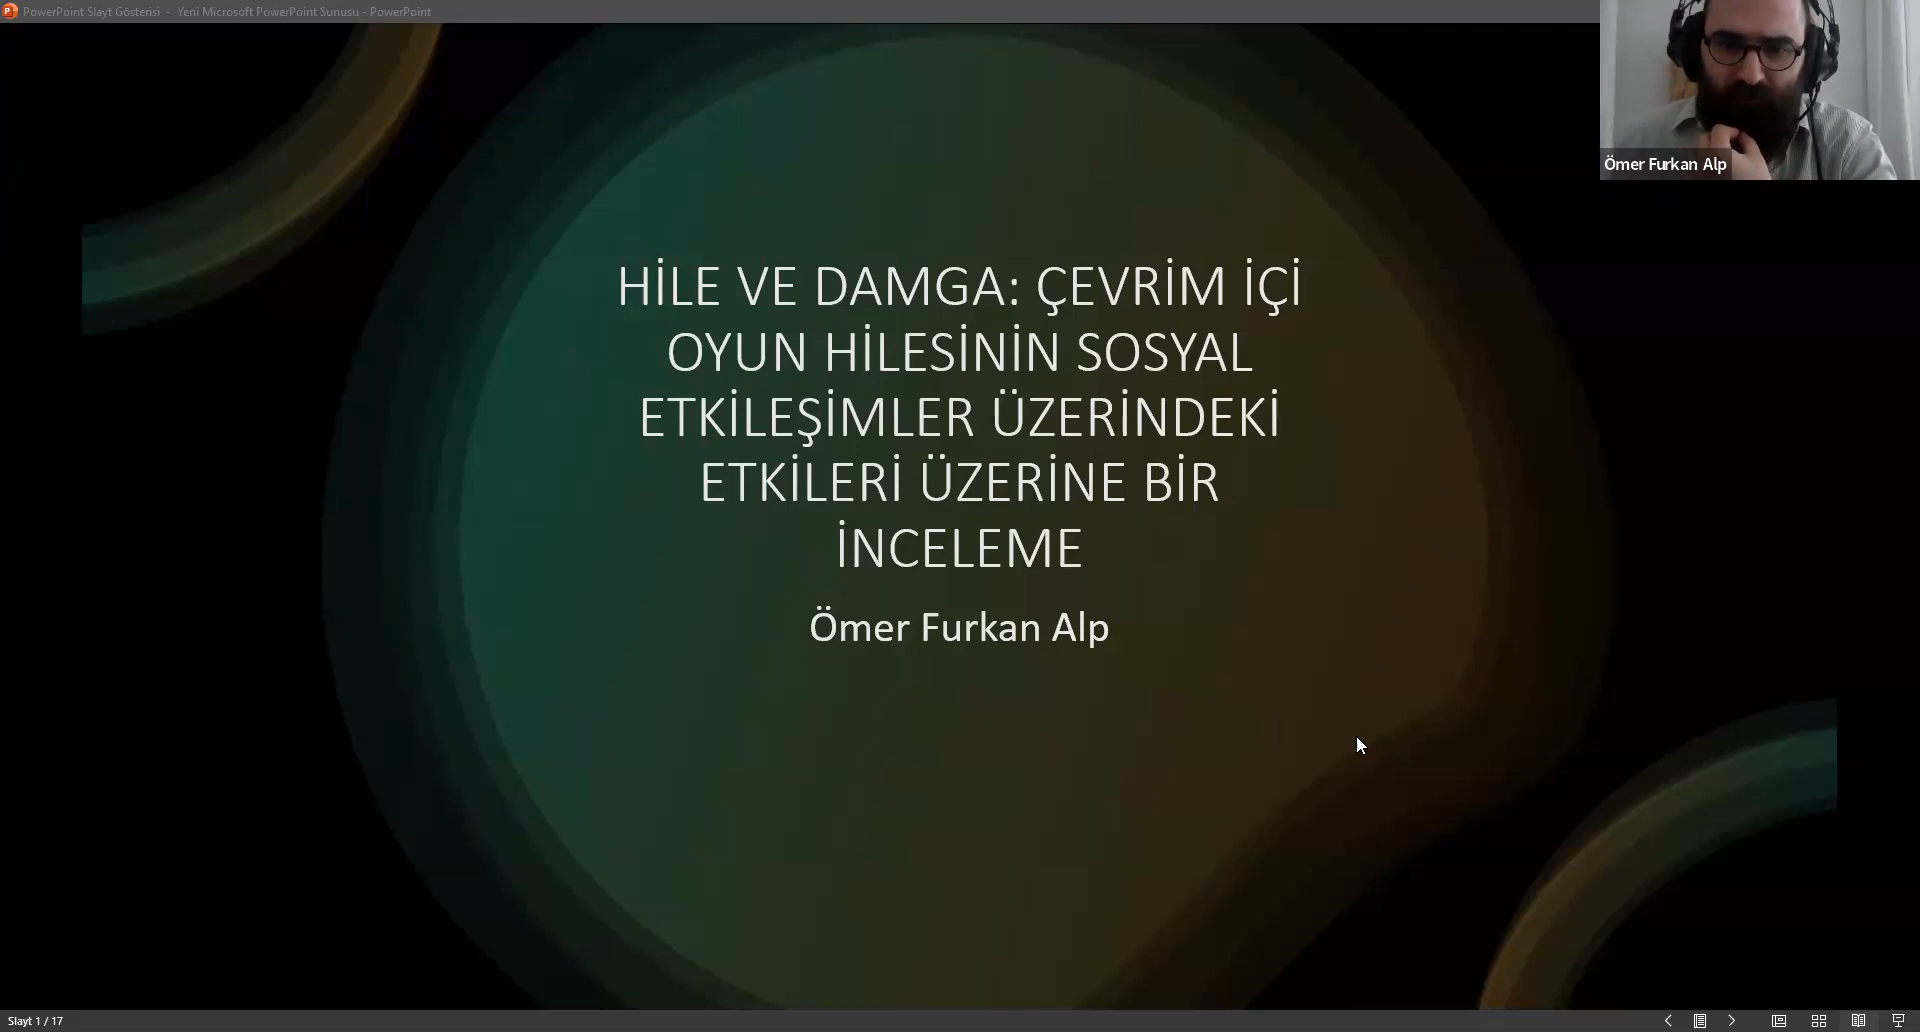 PowerPoint Slayt Gösterisi - Yeni Microsoft PowerPoint Sunusu - PowerPoint
Ömer Furkan Alp
HİLE VE DAMGA: ÇEVRİM İÇİ
OYUN HİLESİNİN SOSYAL
ETKİLEŞİMLER ÜZERİNDEKİ
ETKİLERİ ÜZERİNE BİR
İNCELEME
Ömer Furkan Alp
Slayt 1 / 17